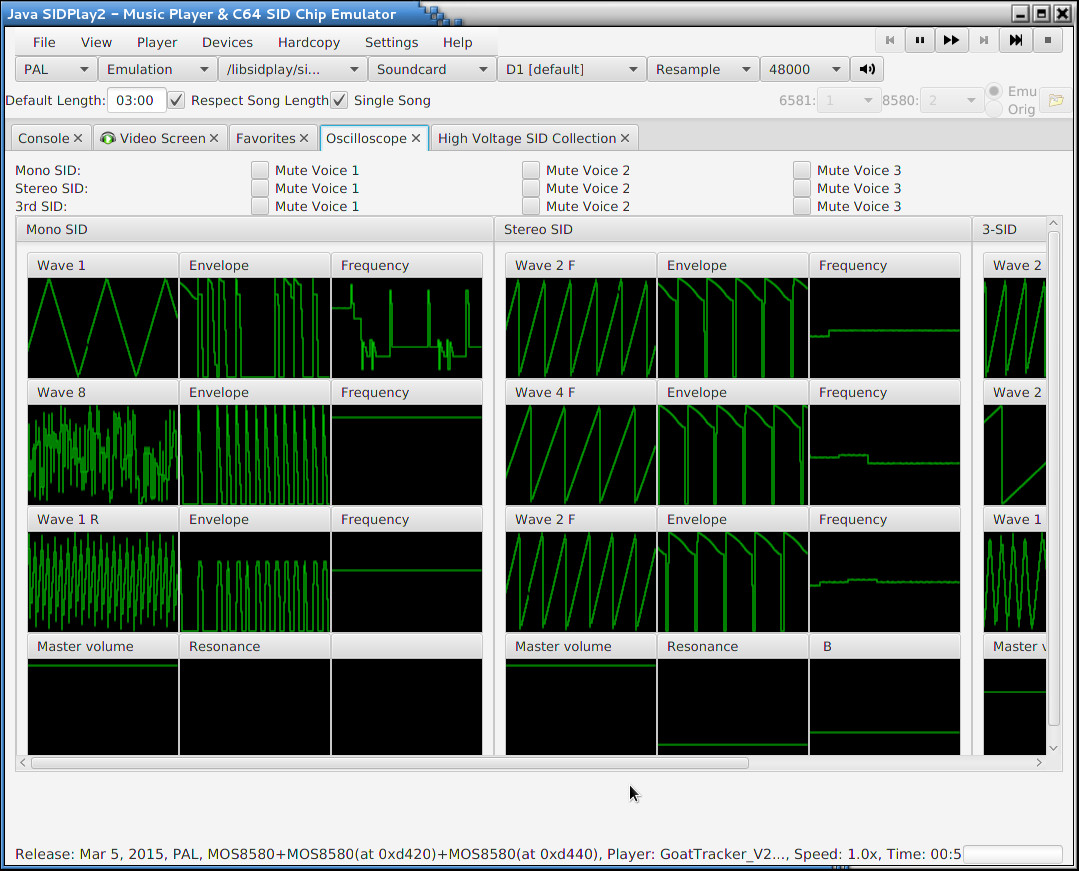 Java SIDPlay2 – Music Player & C64 SID Chip Emulator
File View Player Devices Hardcopy Settings Help
PAL Emulation /libsidplay/si... Soundcard D1 [default] Resample 48000
Default Length: 03:00 Respect Song Length Single Song 6581: 1 8580: 2 Emu
Orig
Console Video Screen Favorites Oscilloscope High Voltage SID Collection
Mono SID: Mute Voice 1 Mute Voice 2 Mute Voice 3
Stereo SID: Mute Voice 1 Mute Voice 2 Mute Voice 3
3rd SID: Mute Voice 1 Mute Voice 2 Mute Voice 3
Mono SID Stereo SID 3-SID
Wave 1 Envelope Frequency Wave 2 F Envelope Frequency Wave 2
Wave 8 Envelope Frequency Wave 4 F Envelope Frequency Wave 2
Wave 1 R Envelope Frequency Wave 2 F Envelope Frequency Wave 1
Master volume Resonance Master volume Resonance B Master v
Release: Mar 5, 2015, PAL, MOS8580+MOS8580(at 0xd420)+MOS8580(at 0xd440), Player: GoatTracker_V2..., Speed: 1.0x, Time: 00:5